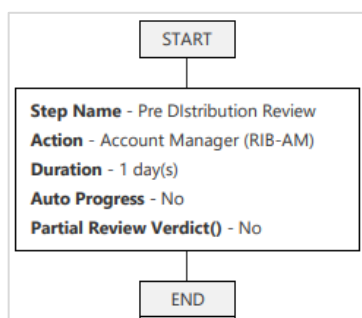 START
Step Name - Pre DIstribution Review
Action - Account Manager (RIB-AM)
Duration - 1 day(s)
Auto Progress - No
Partial Review Verdict() - No
END